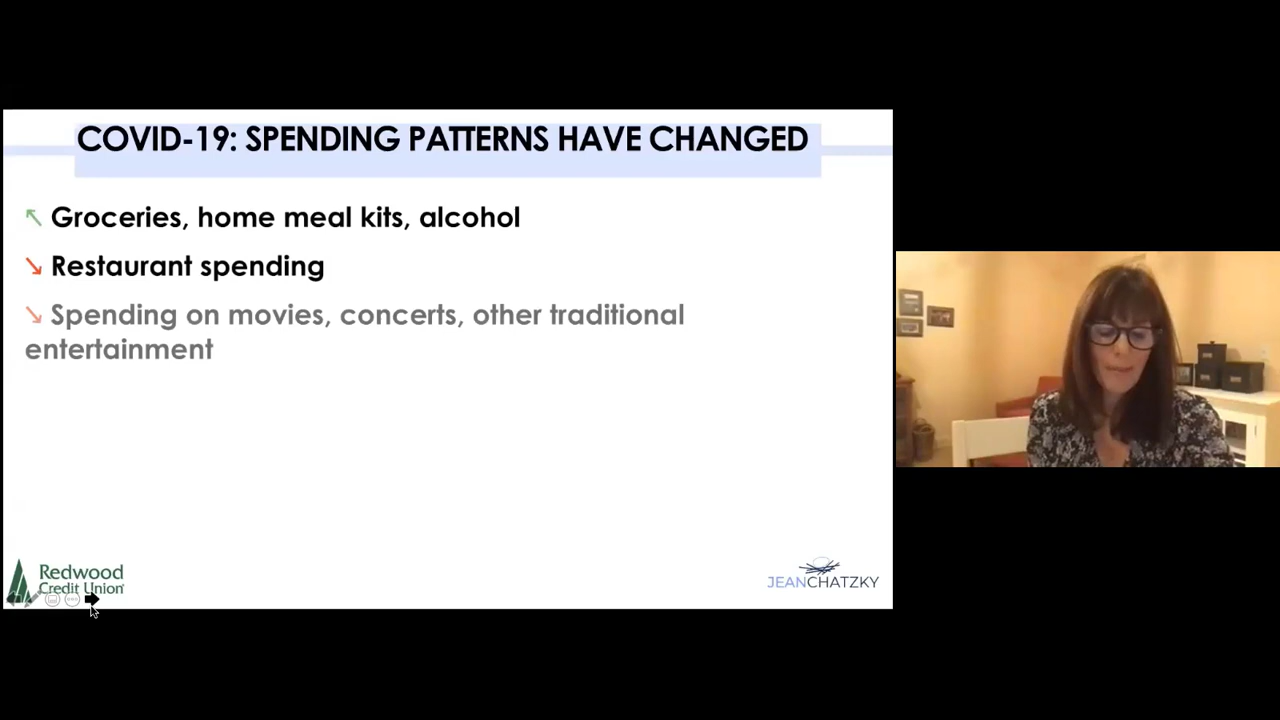 COVID-19: SPENDING PATTERNS HAVE CHANGED
↖ Groceries, home meal kits, alcohol
↘ Restaurant spending
↘ Spending on movies, concerts, other traditional
entertainment
Redwood
Credit Union
JEANCHATZKY